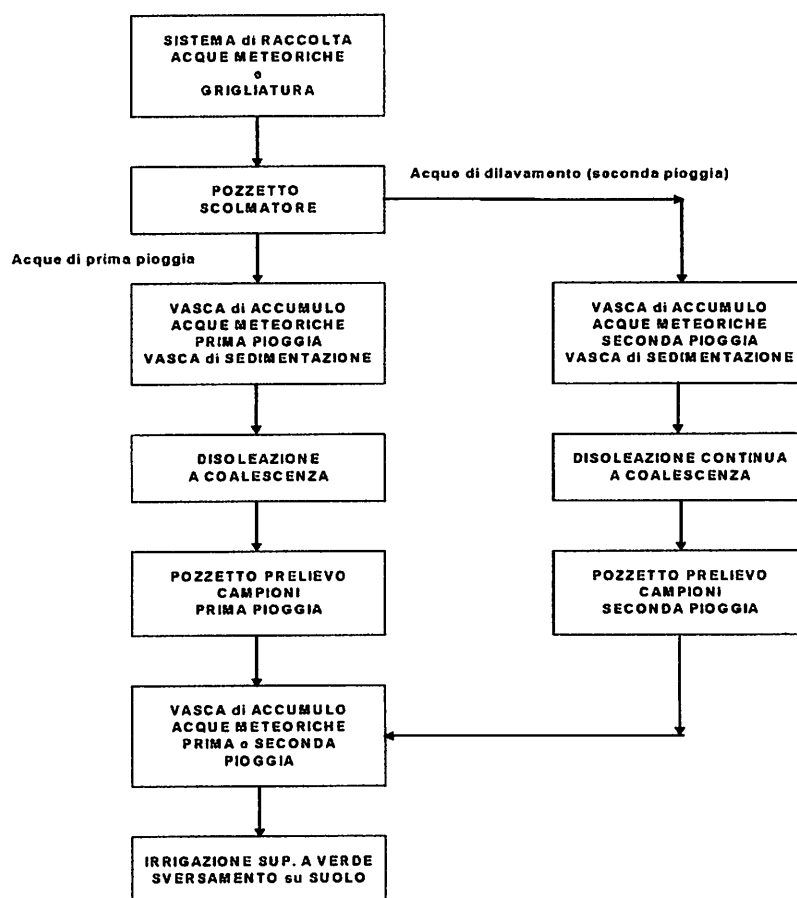 SISTEMA di RACCOLTA
ACQUE METEORICHE
e
GRIGLIATURA
POZZETTO
SCOLMATORE
Acque di dilavamento (seconda pioggia)
Acque di prima pioggia
VASCA di ACCUMULO
ACQUE METEORICHE
PRIMA PIOGGIA
VASCA di SEDIMENTAZIONE
VASCA di ACCUMULO
ACQUE METEORICHE
SECONDA PIOGGIA
VASCA di SEDIMENTAZIONE
DISOLEAZIONE
A COALESCENZA
DISOLEAZIONE CONTINUA
A COALESCENZA
POZZETTO PRELIEVO
CAMPIONI
PRIMA PIOGGIA
POZZETTO PRELIEVO
CAMPIONI
SECONDA PIOGGIA
VASCA di ACCUMULO
ACQUE METEORICHE
PRIMA e SECONDA
PIOGGIA
IRRIGAZIONE SUP. A VERDE
SVERSAMENTO su SUOLO